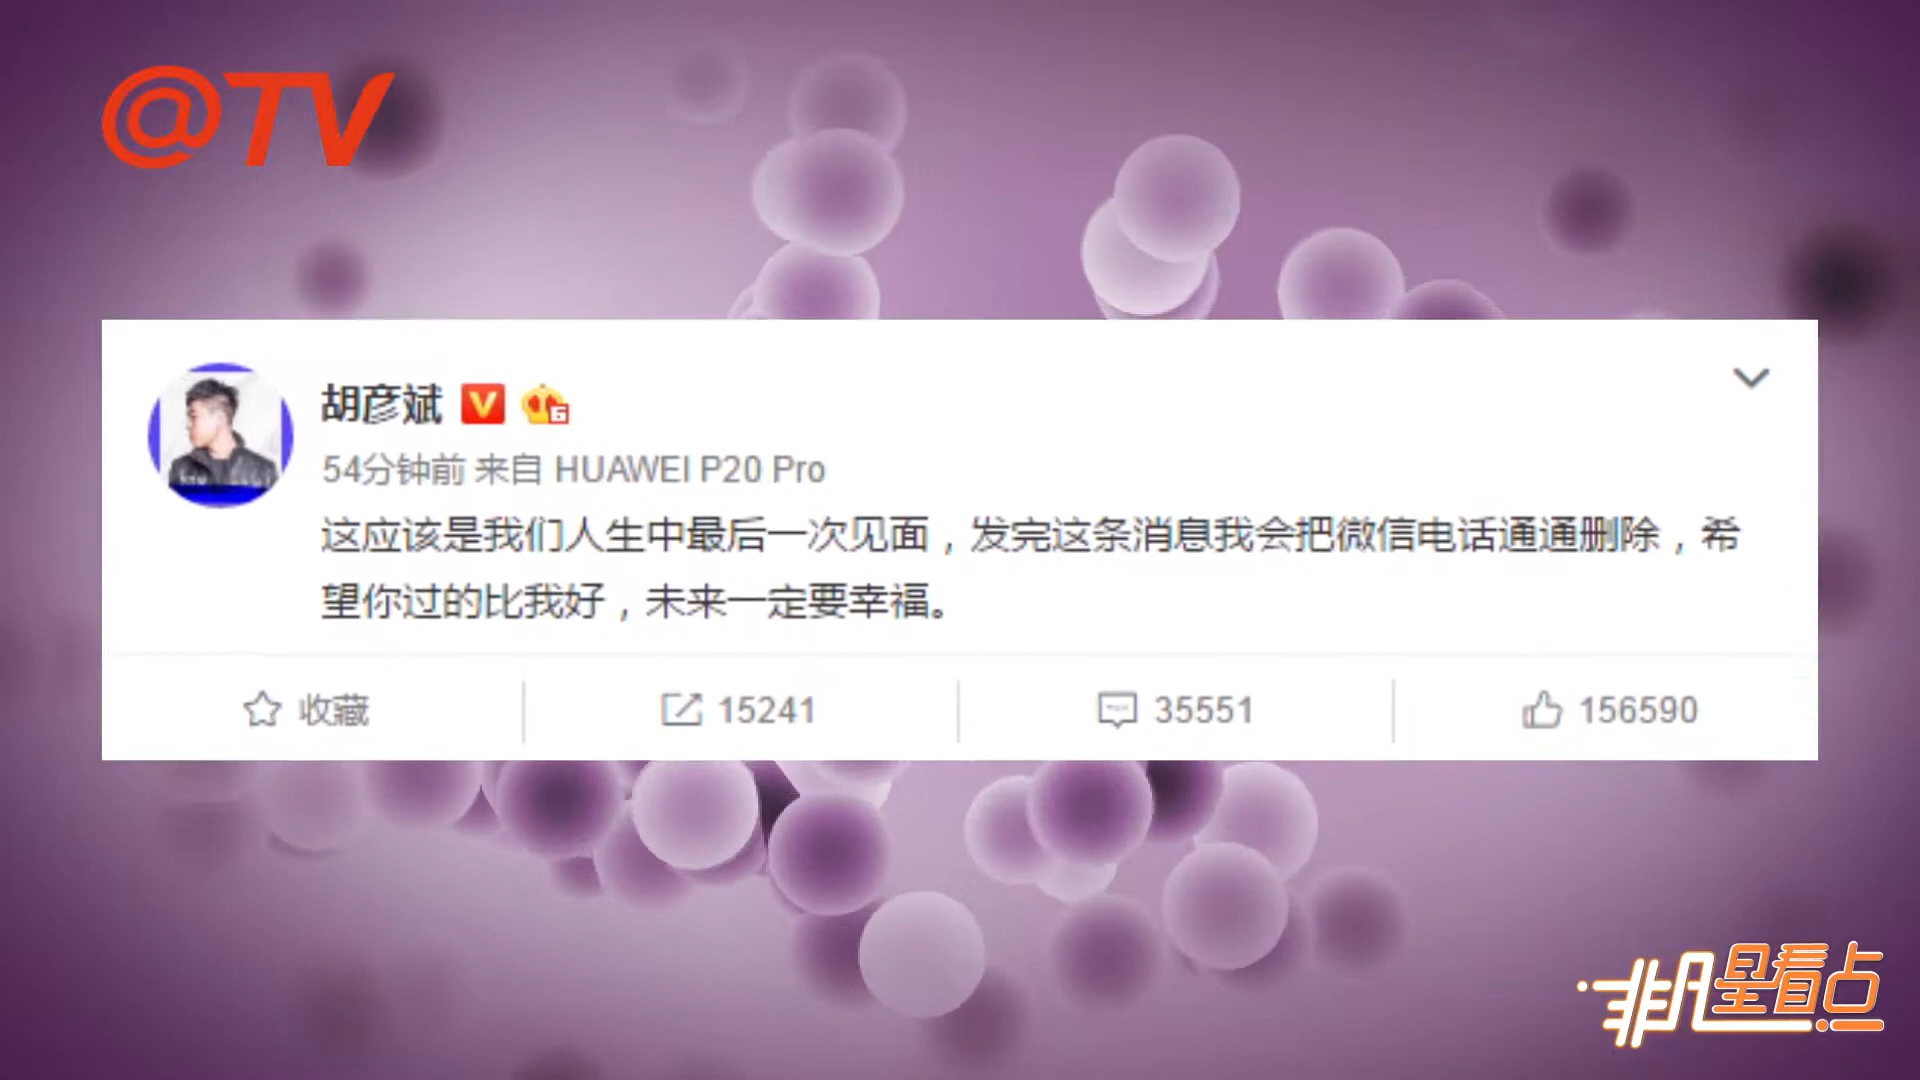 @TV
胡彦斌
54分钟前 来自 HUAWEI P20 Pro
这应该是我们人生中最后一次见面，发完这条消息我会把微信电话通通删除，希
望你过的比我好，未来一定要幸福。
收藏
15241
35551
156590
非凡星看点